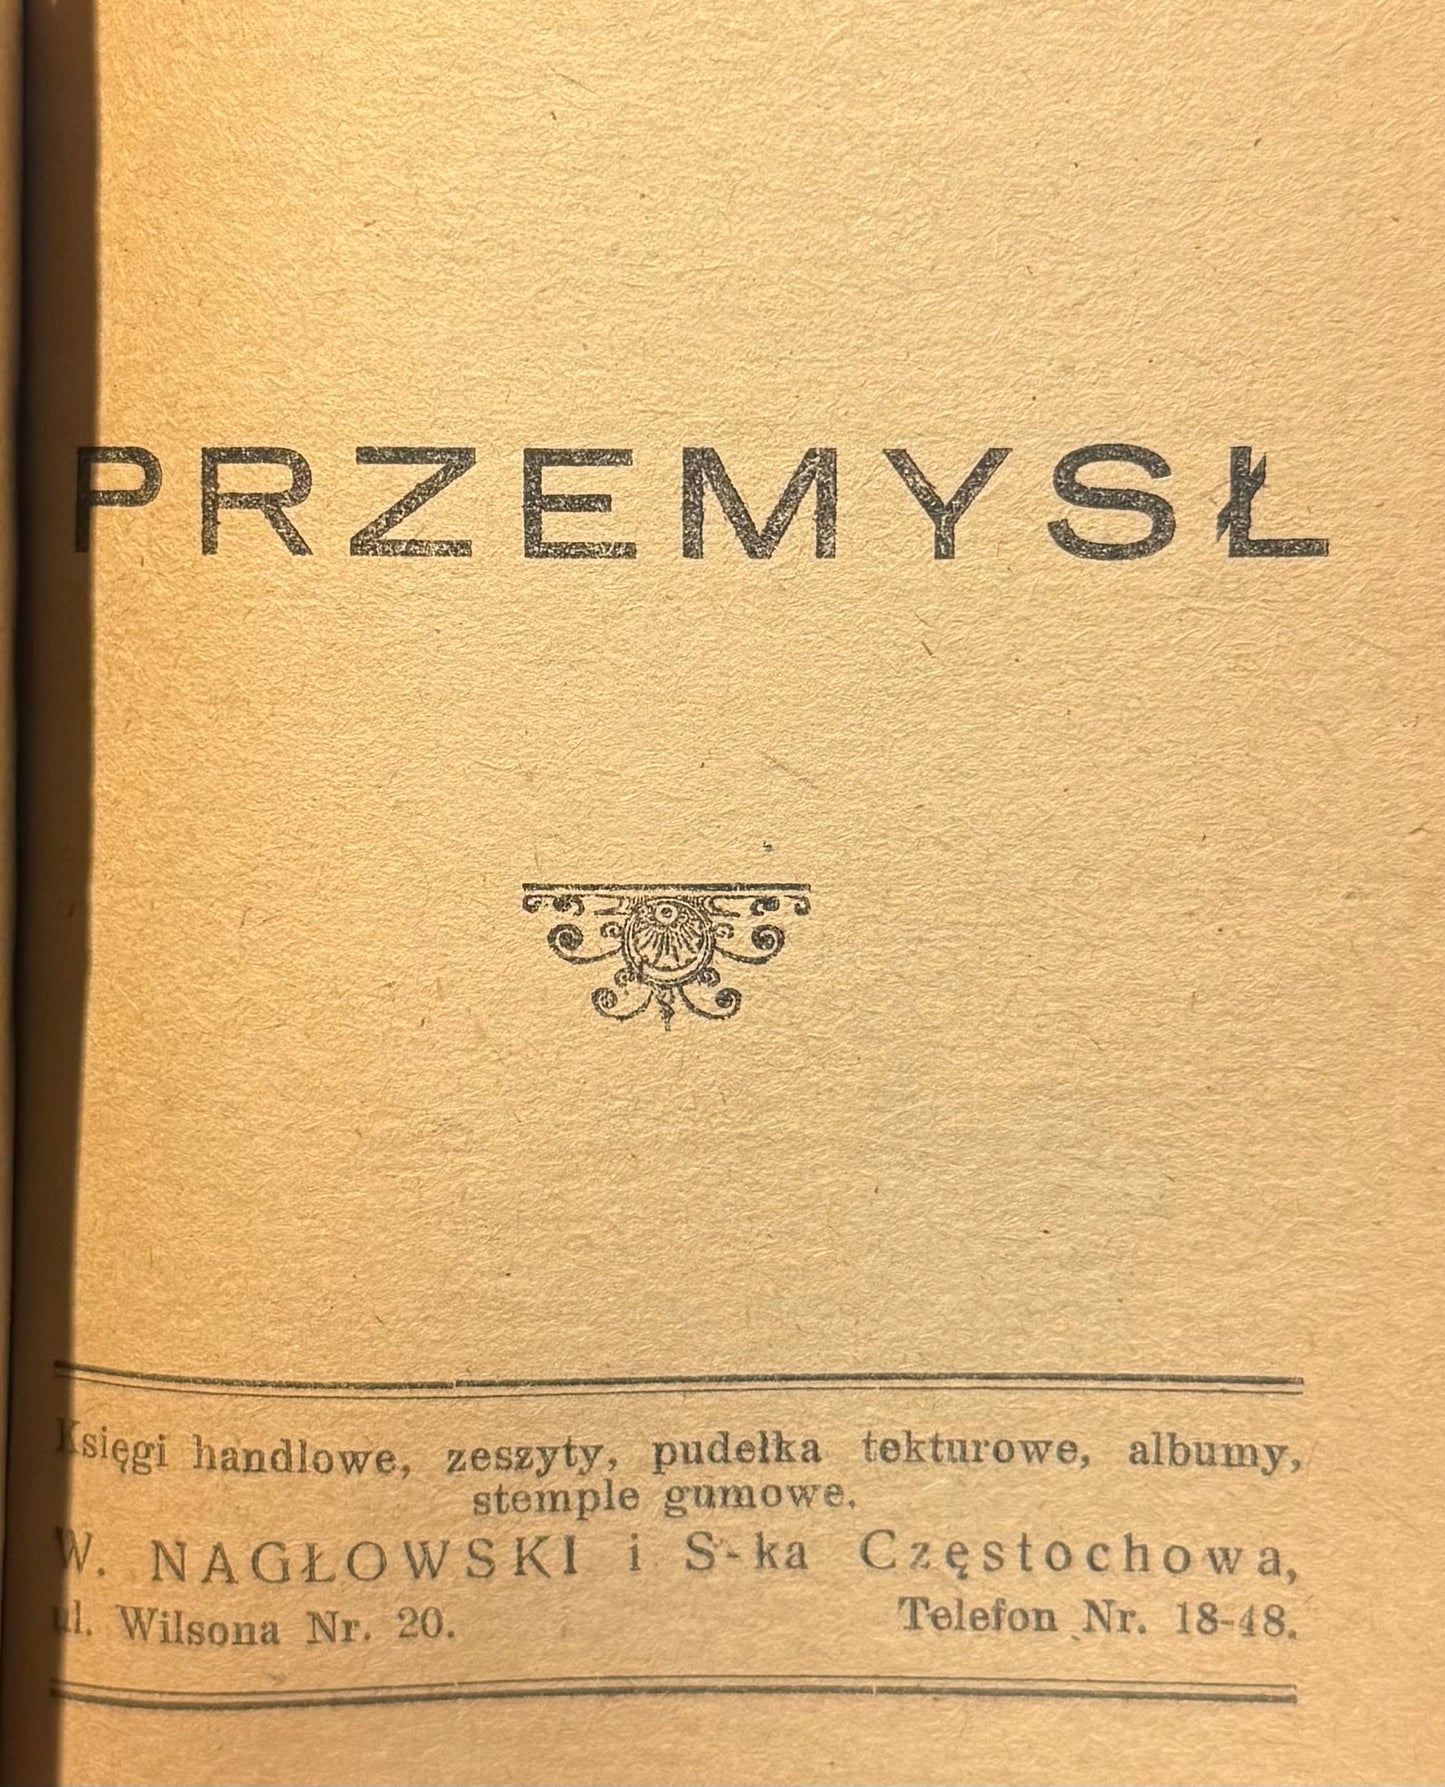 PRZEMYSŁ
Księgi handlowe, zeszyty, pudełka tekturowe, albumy,
stemple gumowe.
W. NAGŁOWSKI i S-ka Częstochowa,
ul. Wilsona Nr. 20. Telefon Nr. 18-48.